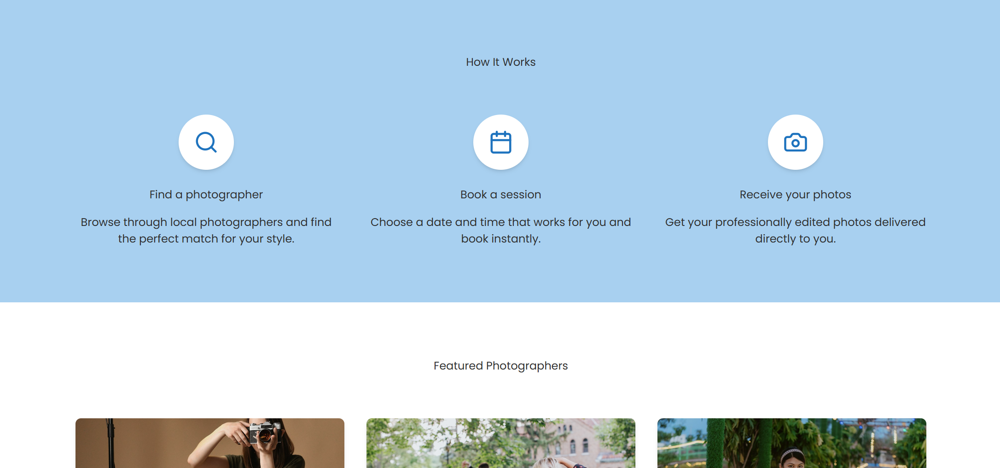 How It Works
Find a photographer
Browse through local photographers and find
the perfect match for your style.
Book a session
Choose a date and time that works for you and
book instantly.
Receive your photos
Get your professionally edited photos delivered
directly to you.
Featured Photographers